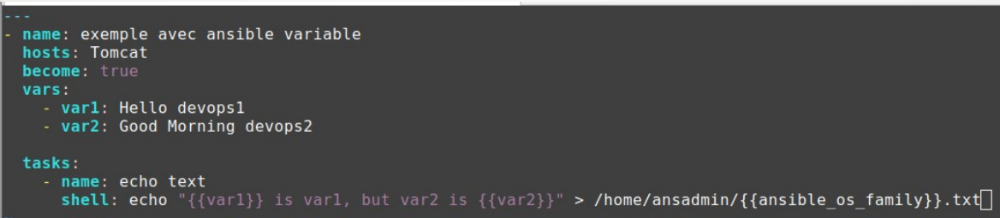 ---
- name: exemple avec ansible variable
  hosts: Tomcat
  become: true
  vars:
    - var1: Hello devops1
    - var2: Good Morning devops2

  tasks:
    - name: echo text
      shell: echo "{{var1}} is var1, but var2 is {{var2}}" > /home/ansadmin/{{ansible_os_family}}.txt